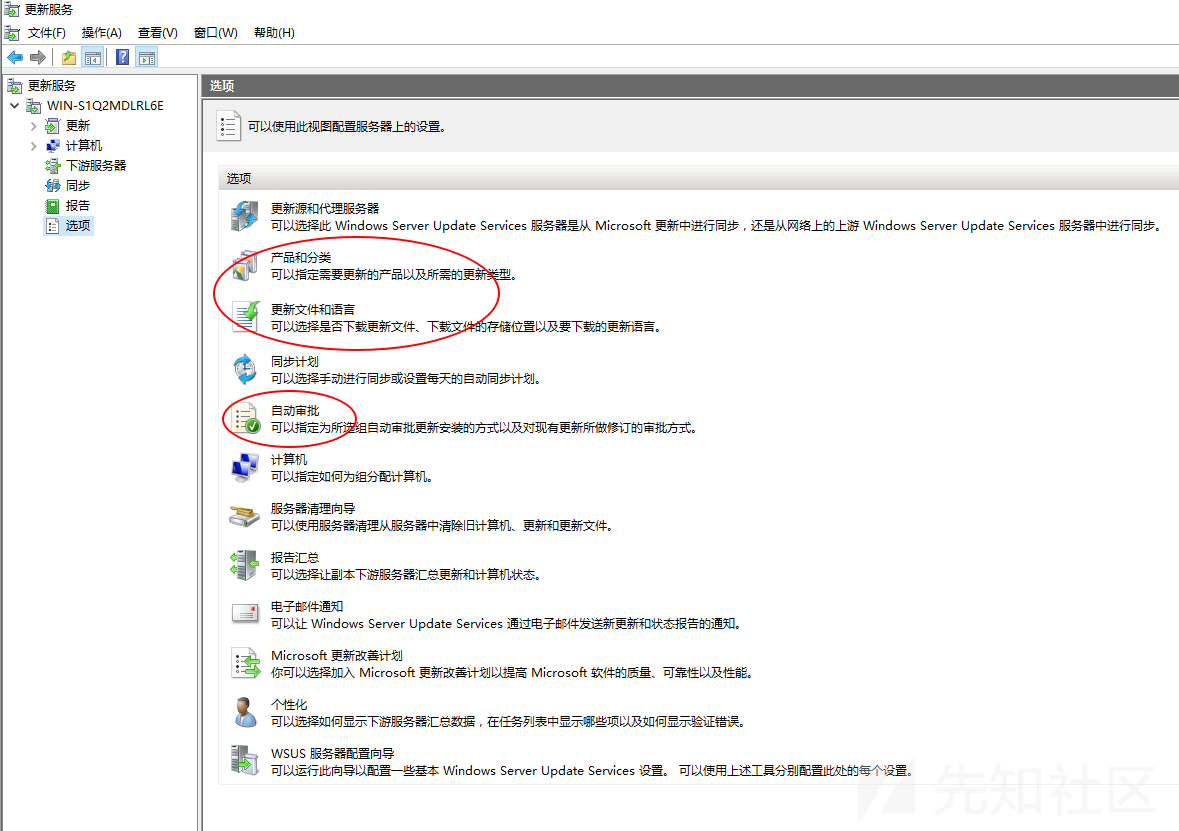 更新服务
文件(F) 操作(A) 查看(V) 窗口(W) 帮助(H)
更新服务
WIN-S1Q2MDLRL6E
更新
计算机
下游服务器
同步
报告
选项
选项
可以使用此视图配置服务器上的设置。
选项
更新源和代理服务器
可以选择此 Windows Server Update Services 服务器是从 Microsoft 更新中进行同步，还是从网络上的上游 Windows Server Update Services 服务器中进行同步。
产品和分类
可以指定需要更新的产品以及所需的更新类型。
更新文件和语言
可以选择是否下载更新文件、下载文件的存储位置以及要下载的更新语言。
同步计划
可以选择手动进行同步或设置每天的自动同步计划。
自动审批
可以指定为所选组自动审批更新安装的方式以及对现有更新所做修订的审批方式。
计算机
可以指定如何为组分配计算机。
服务器清理向导
可以使用服务器清理从服务器中清除旧计算机、更新和更新文件。
报告汇总
可以选择让副本下游服务器汇总更新和计算机状态。
电子邮件通知
可以让 Windows Server Update Services 通过电子邮件发送新更新和状态报告的通知。
Microsoft 更新改善计划
你可以选择加入 Microsoft 更新改善计划以提高 Microsoft 软件的质量、可靠性以及性能。
个性化
可以选择如何显示下游服务器汇总数据，在任务列表中显示哪些项以及如何显示验证错误。
WSUS 服务器配置向导
可以运行此向导以配置一些基本 Windows Server Update Services 设置。 可以使用上述工具分别配置此处的每个设置。
先知社区